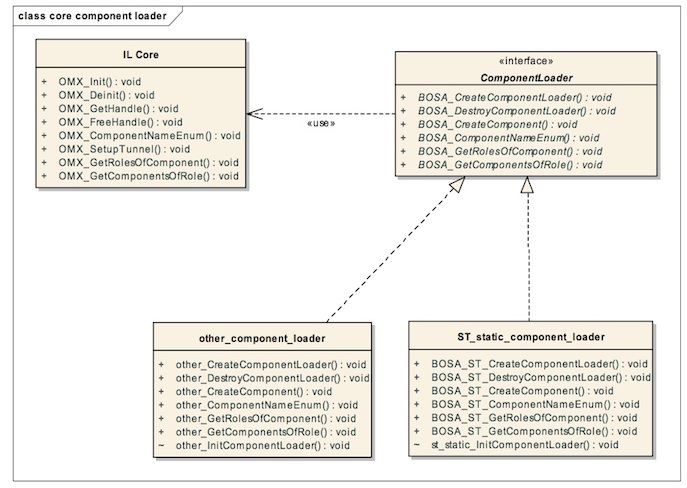 class core component loader
IL Core
+ OMX_Init() : void
+ OMX_Deinit() : void
+ OMX_GetHandle() : void
+ OMX_FreeHandle() : void
+ OMX_ComponentNameEnum() : void
+ OMX_SetupTunnel() : void
+ OMX_GetRolesOfComponent() : void
+ OMX_GetComponentsOfRole() : void
«use»
«interface»
ComponentLoader
+ BOSA_CreateComponentLoader() : void
+ BOSA_DestroyComponentLoader() : void
+ BOSA_CreateComponent() : void
+ BOSA_ComponentNameEnum() : void
+ BOSA_GetRolesOfComponent() : void
+ BOSA_GetComponentsOfRole() : void
other_component_loader
+ other_CreateComponentLoader() : void
+ other_DestroyComponentLoader() : void
+ other_CreateComponent() : void
+ other_ComponentNameEnum() : void
+ other_GetRolesOfComponent() : void
+ other_GetComponentsOfRole() : void
~ other_InitComponentLoader() : void
ST_static_component_loader
+ BOSA_ST_CreateComponentLoader() : void
+ BOSA_ST_DestroyComponentLoader() : void
+ BOSA_ST_CreateComponent() : void
+ BOSA_ST_ComponentNameEnum() : void
+ BOSA_ST_GetRolesOfComponent() : void
+ BOSA_ST_GetComponentsOfRole() : void
~ st_static_InitComponentLoader() : void